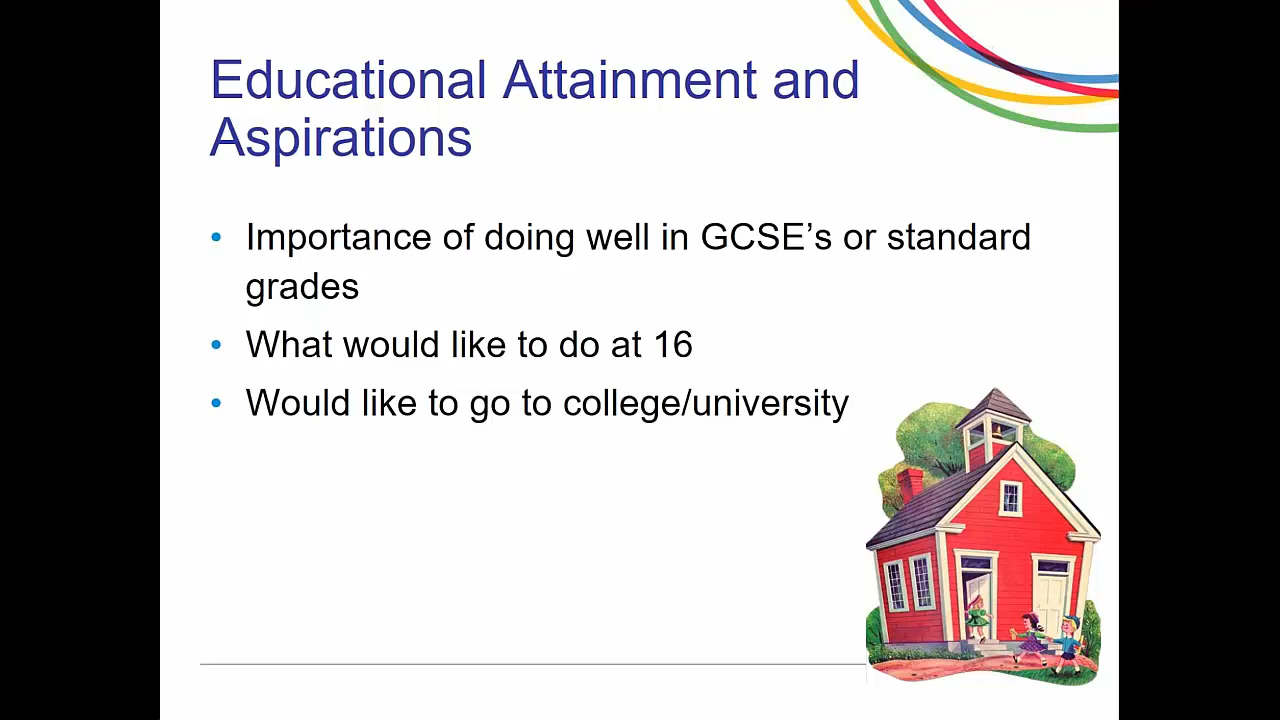 Educational Attainment and
Aspirations
• Importance of doing well in GCSE’s or standard
grades
• What would like to do at 16
• Would like to go to college/university